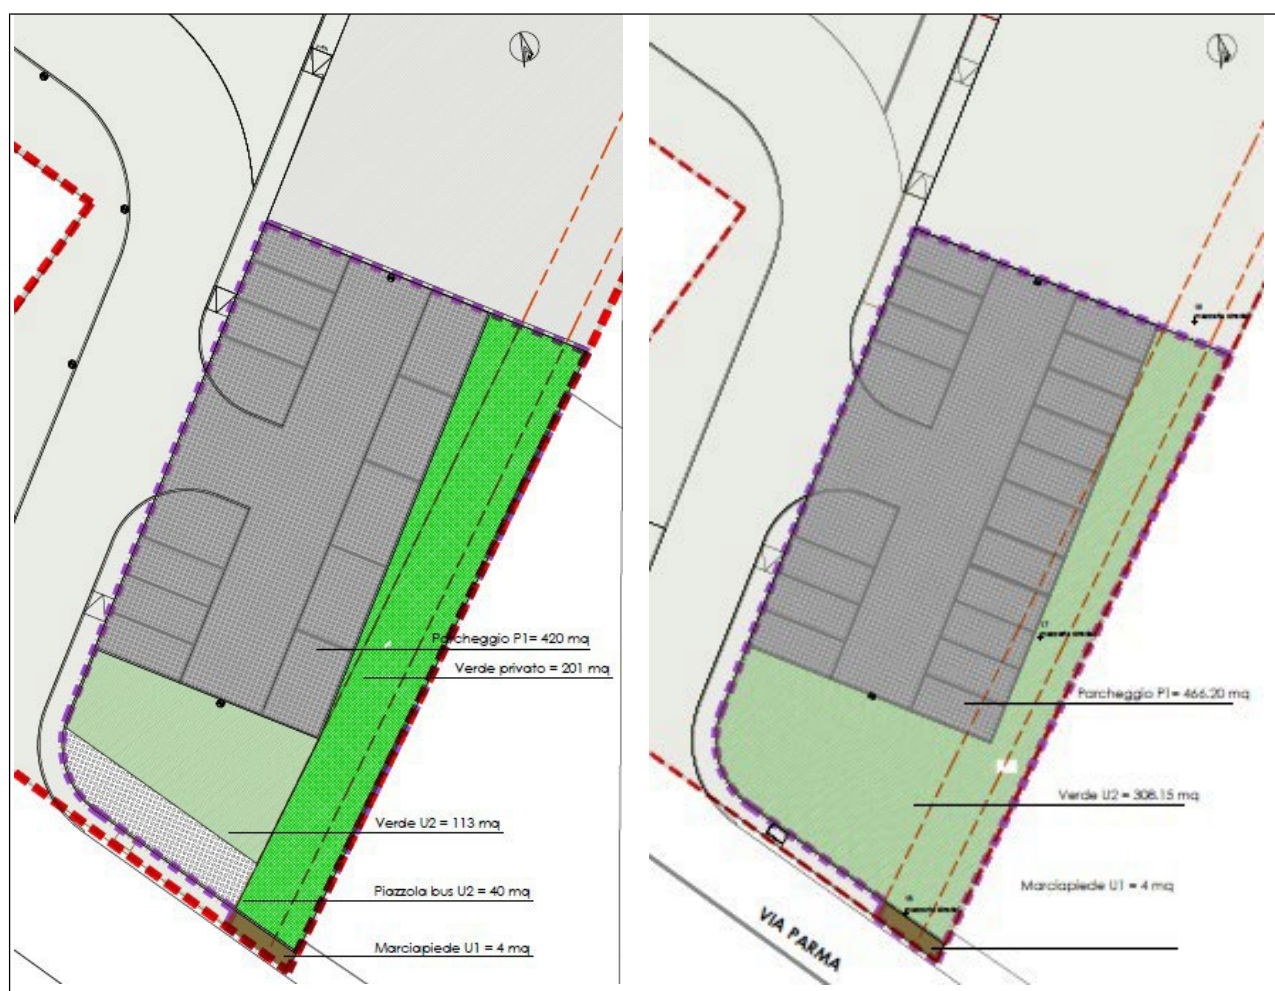 Parcheggio P1= 420 mq
Verde privato = 201 mq
Verde U2 = 113 mq
Piazzola bus U2 = 40 mq
Marciapiede U1 = 4 mq
Parcheggio P1= 466.20 mq
Verde U2 = 308.15 mq
Marciapiede U1 = 4 mq
VIA PARMA